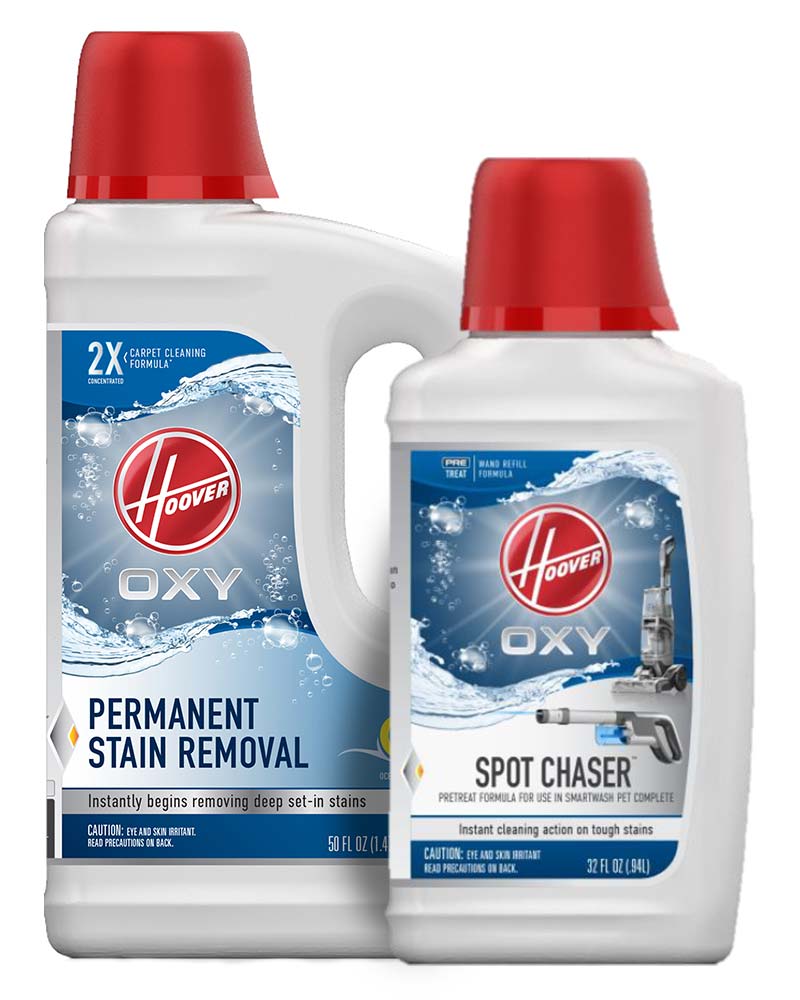 2X CARPET CLEANING
FORMULA*
CONCENTRATED
HOOVER
OXY
PERMANENT
STAIN REMOVAL
Instantly begins removing deep set-in stains
CAUTION: EYE AND SKIN IRRITANT.
READ PRECAUTIONS ON BACK.
50 FL OZ
PRE
TREAT
WAND REFILL
FORMULA
HOOVER
OXY
SPOT CHASER™
PRETREAT FORMULA FOR USE IN SMARTWASH PET COMPLETE
Instant cleaning action on tough stains
CAUTION: EYE AND SKIN IRRITANT
READ PRECAUTIONS ON BACK.
32 FL OZ (.94L)